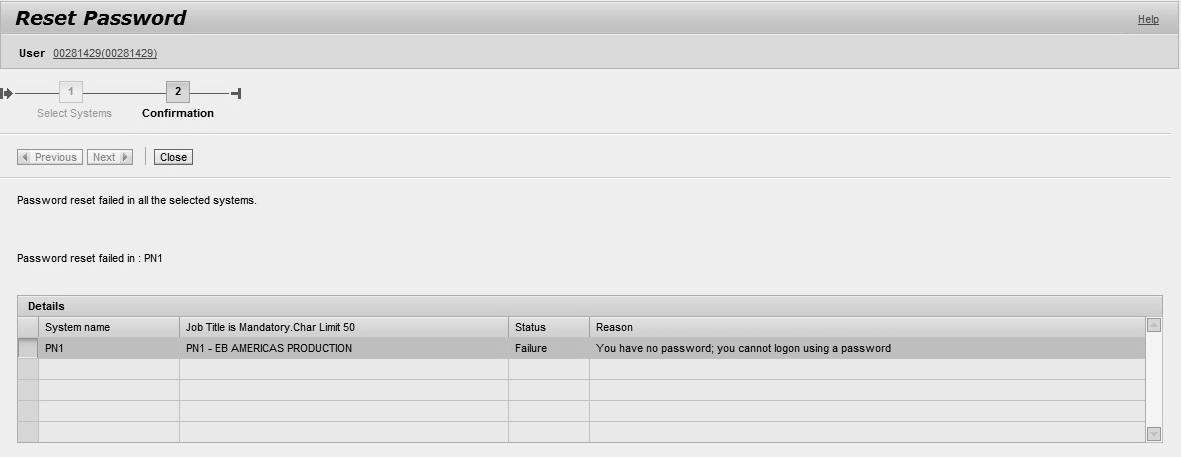 Reset Password
Help
User 00281429(00281429)
1 2
Select Systems Confirmation
Previous Next Close
Password reset failed in all the selected systems.
Password reset failed in : PN1
Details
System name Job Title is Mandatory.Char Limit 50 Status Reason
PN1 PN1 - EB AMERICAS PRODUCTION Failure You have no password; you cannot logon using a password